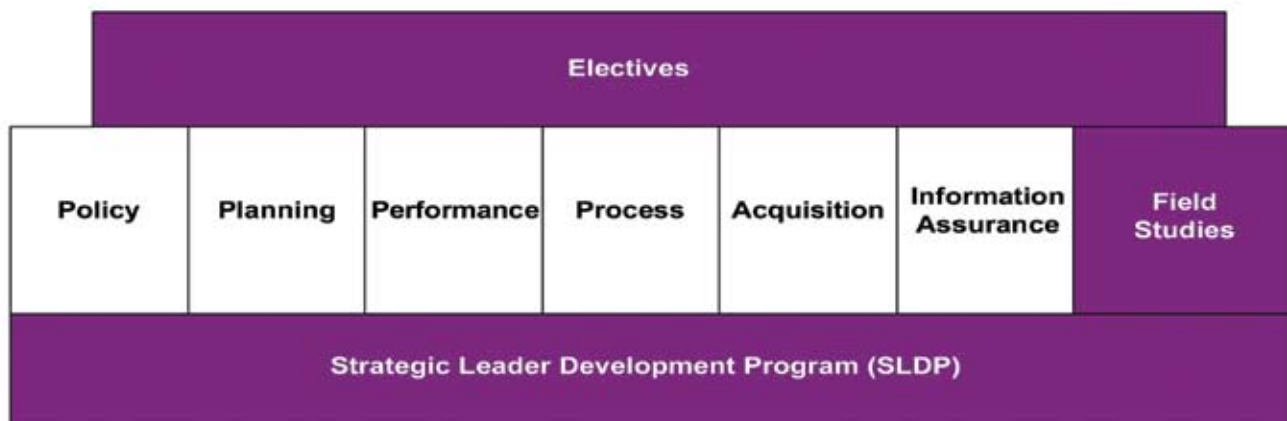 Electives
Policy
Planning
Performance
Process
Acquisition
Information
Assurance
Field
Studies
Strategic Leader Development Program (SLDP)